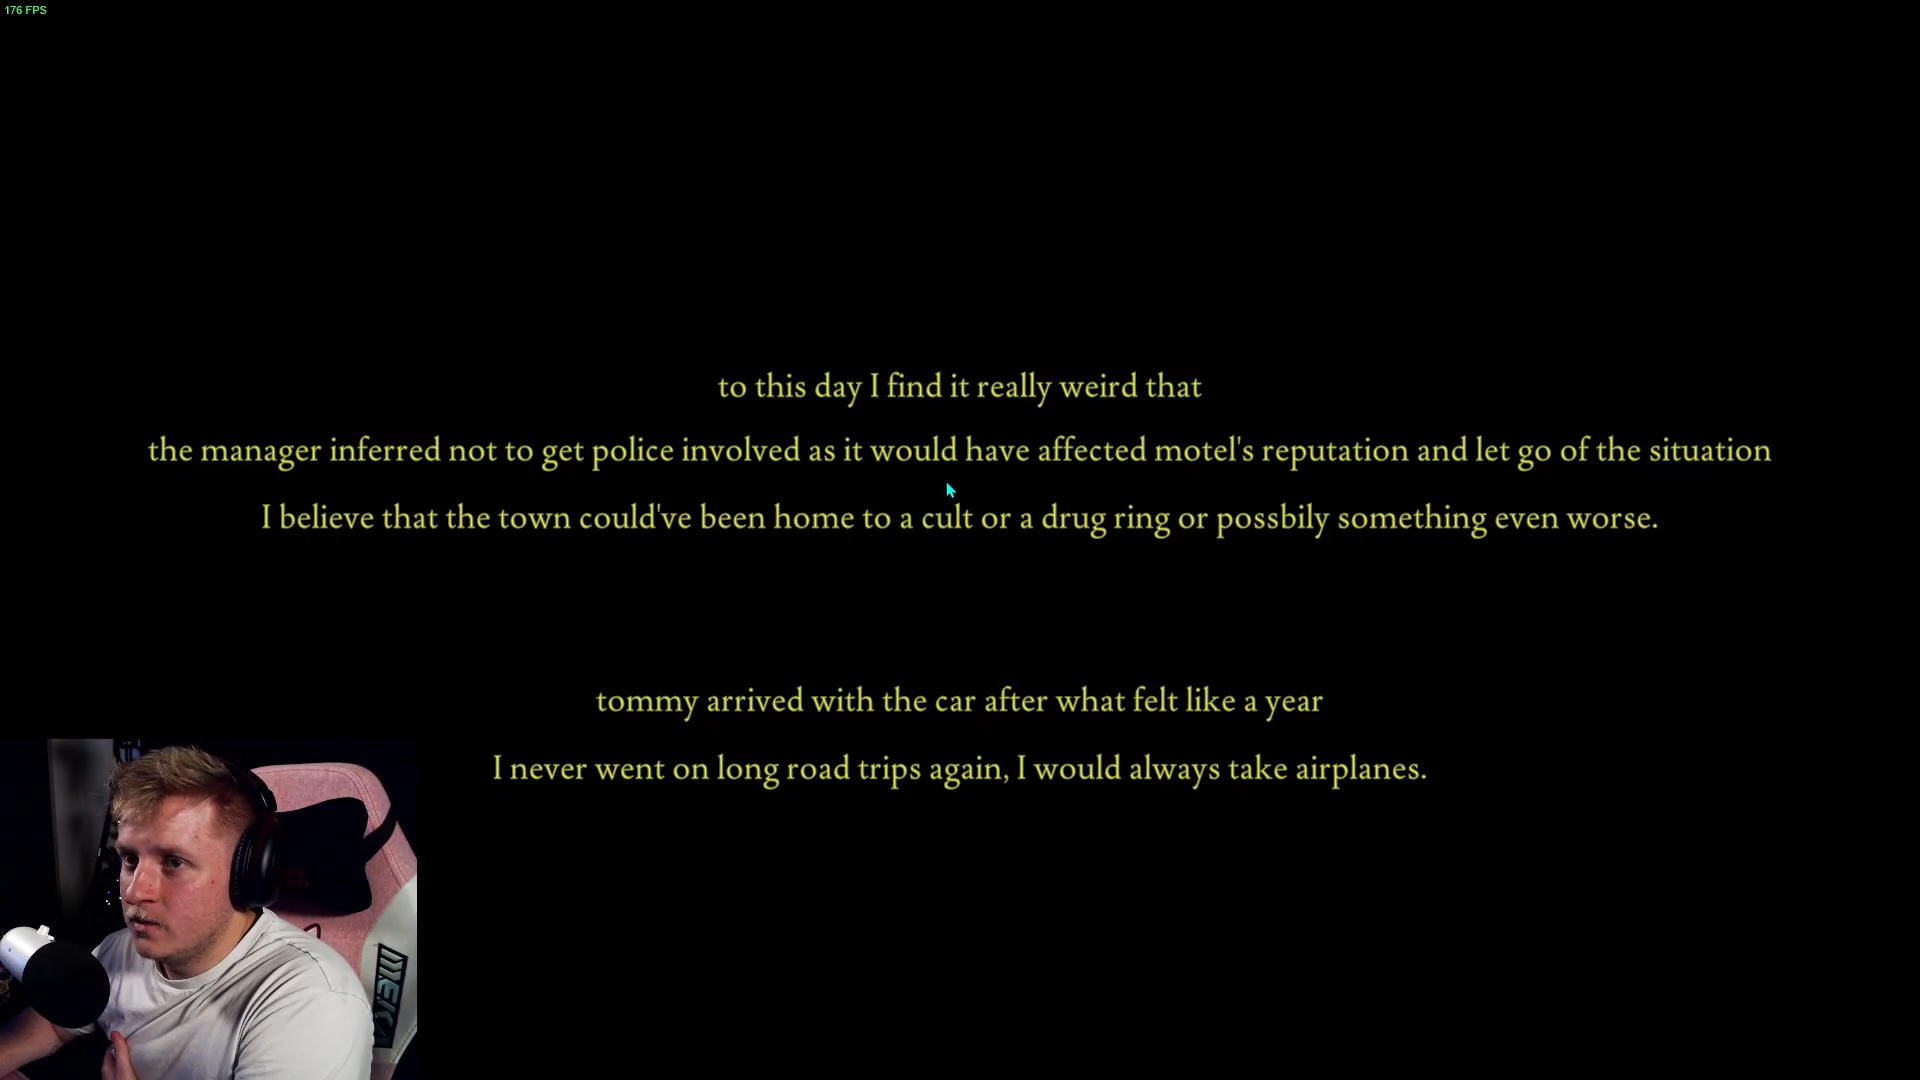 176 FPS
to this day I find it really weird that
the manager inferred not to get police involved as it would have affected motel's reputation and let go of the situation
I believe that the town could've been home to a cult or a drug ring or possbily something even worse.
tommy arrived with the car after what felt like a year
I never went on long road trips again, I would always take airplanes.